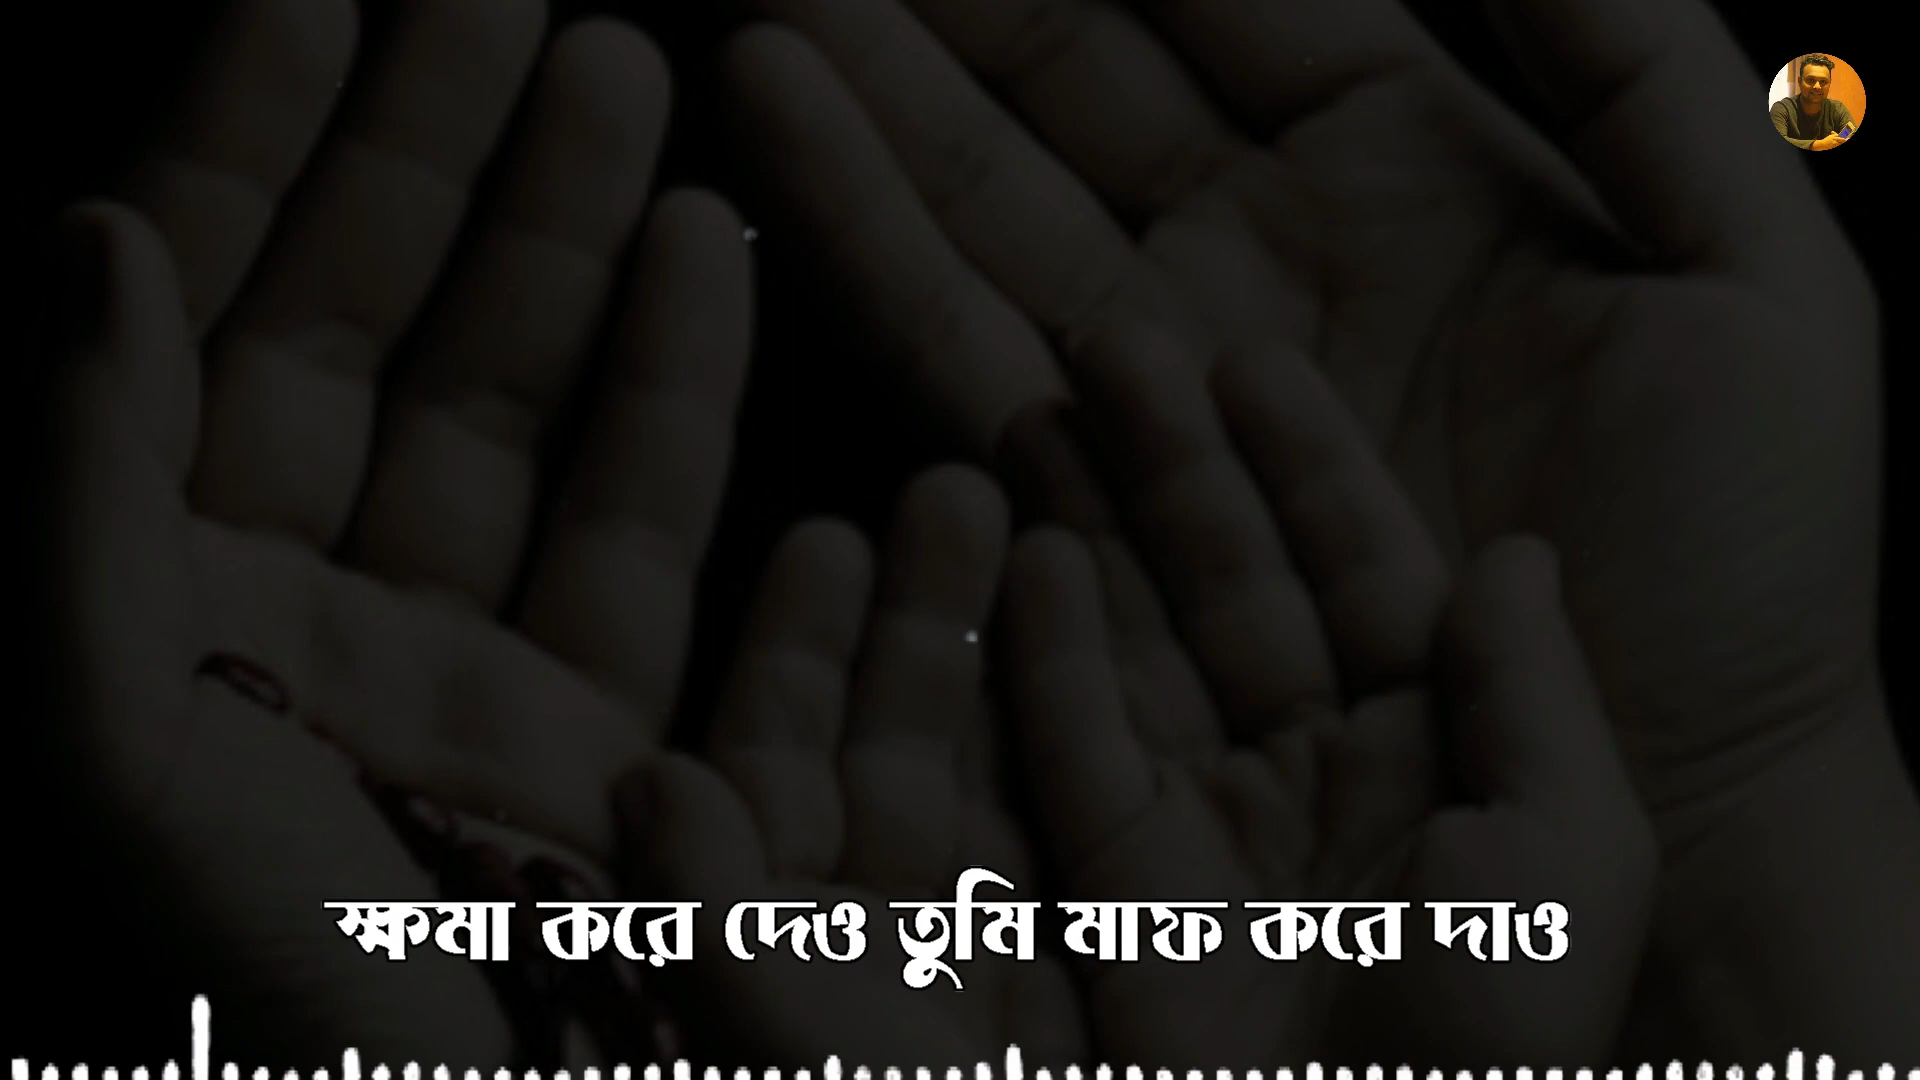 ক্ষমা করে দেও তুমি মাফ করে দাও